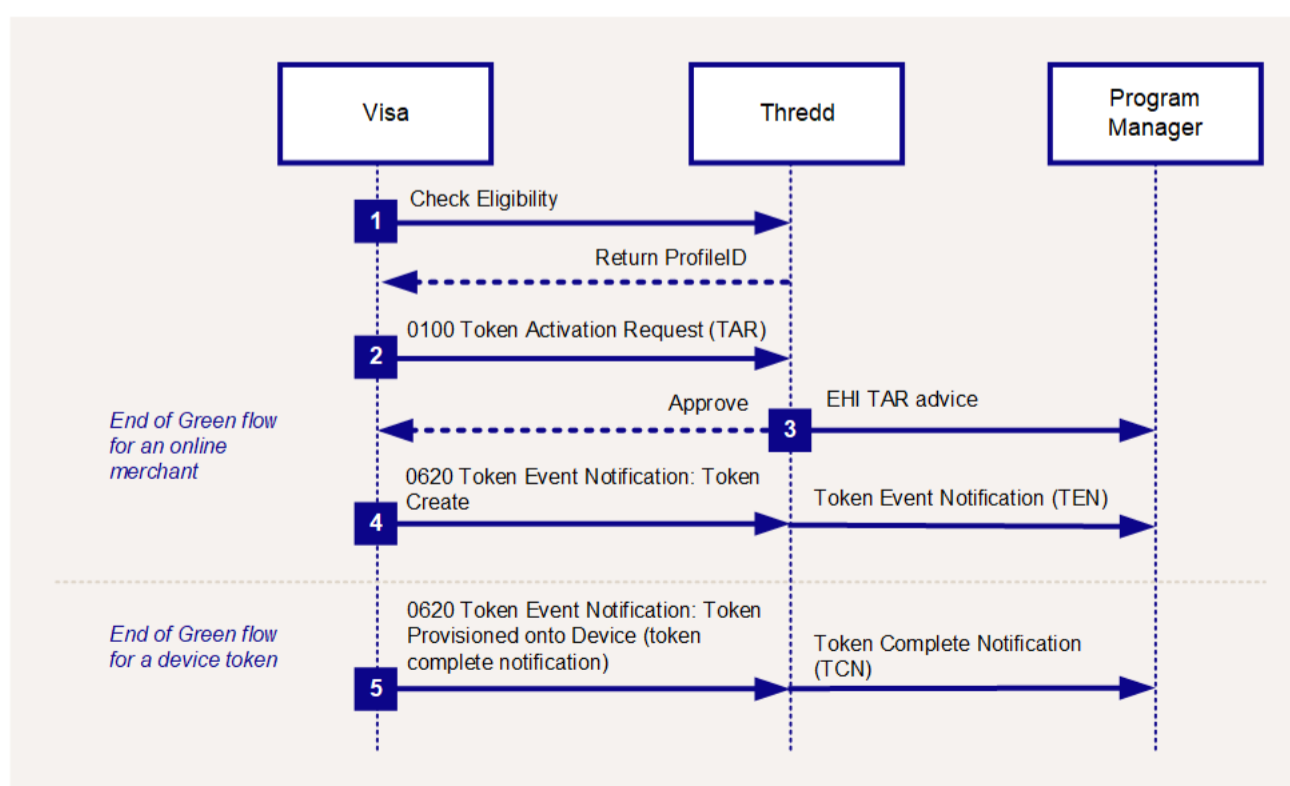 Visa
Thredd
Program
Manager
Check Eligibility
1
Return ProfileID
0100 Token Activation Request (TAR)
2
Approve
EHI TAR advice
3
End of Green flow
for an online
merchant
0620 Token Event Notification: Token
Create
Token Event Notification (TEN)
4
0620 Token Event Notification: Token
Provisioned onto Device (token
complete notification)
End of Green flow
for a device token
Token Complete Notification
(TCN)
5